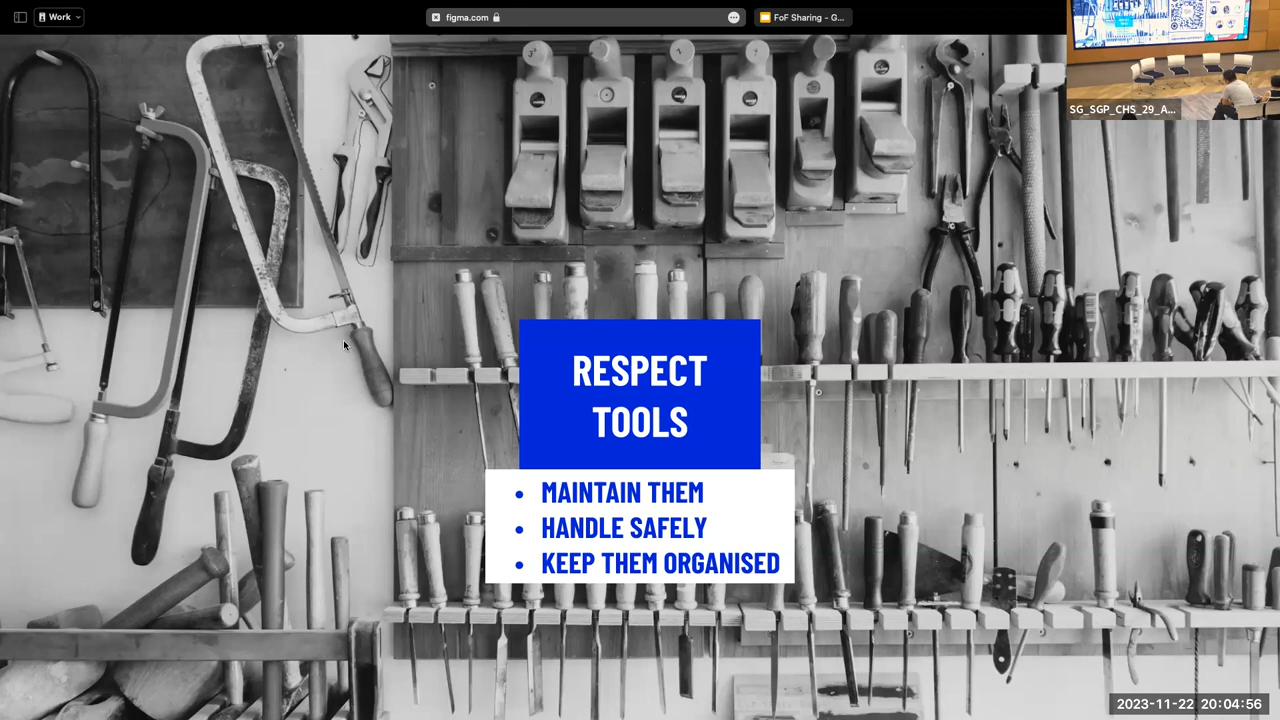 Work
figma.com
FoF Sharing - G...
SG_SGP_CHS_29_A...
RESPECT
TOOLS
• MAINTAIN THEM
• HANDLE SAFELY
• KEEP THEM ORGANISED
2023-11-22 20:04:56